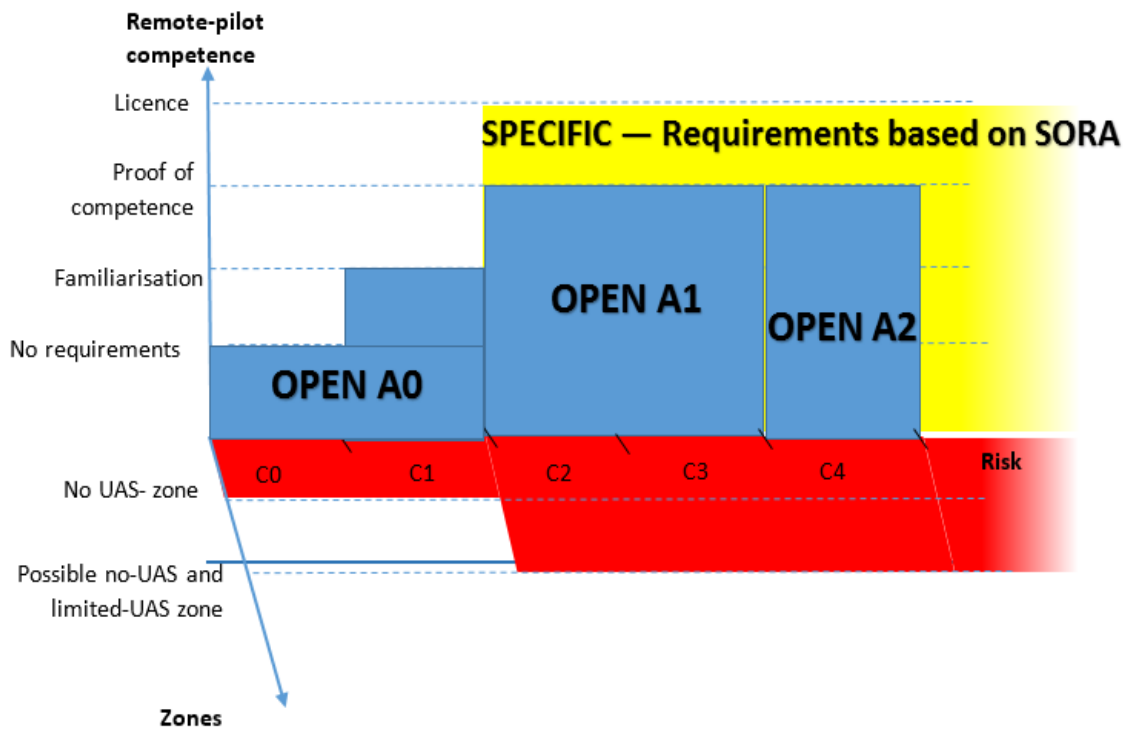 Remote-pilot
competence
Licence
SPECIFIC — Requirements based on SORA
Proof of
competence
Familiarisation
OPEN A1
OPEN A2
No requirements
OPEN A0
C0
C1
C2
C3
C4
Risk
No UAS- zone
Possible no-UAS and
limited-UAS zone
Zones